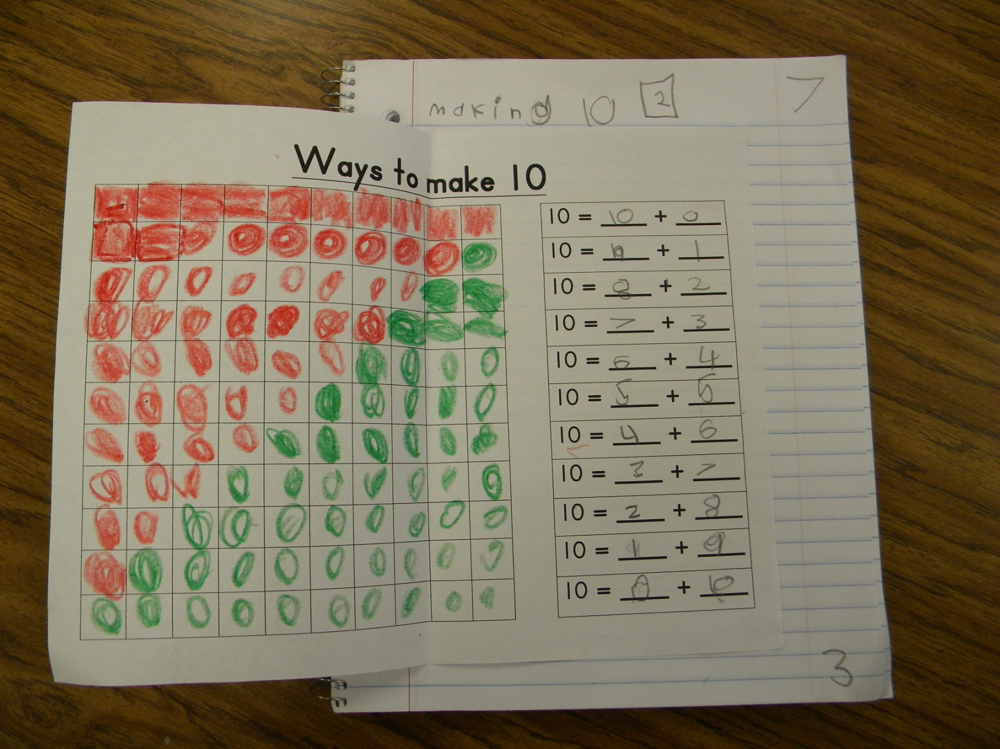 making 10 2 7
Ways to make 10
10 = 10 + 0
10 = + 1
10 = 8 + 2
10 = 7 + 3
10 = 6 + 4
10 = 5 + 5
10 = 4 + 6
10 = 3 + 7
10 = 2 + 8
10 = 1 + 9
10 = 0 + 10
3